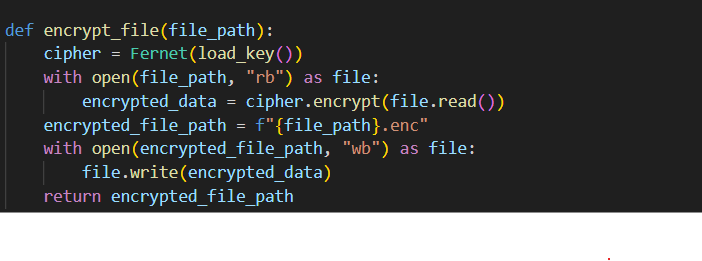 def encrypt_file(file_path):
    cipher = Fernet(load_key())
    with open(file_path, "rb") as file:
        encrypted_data = cipher.encrypt(file.read())
    encrypted_file_path = f"{file_path}.enc"
    with open(encrypted_file_path, "wb") as file:
        file.write(encrypted_data)
    return encrypted_file_path